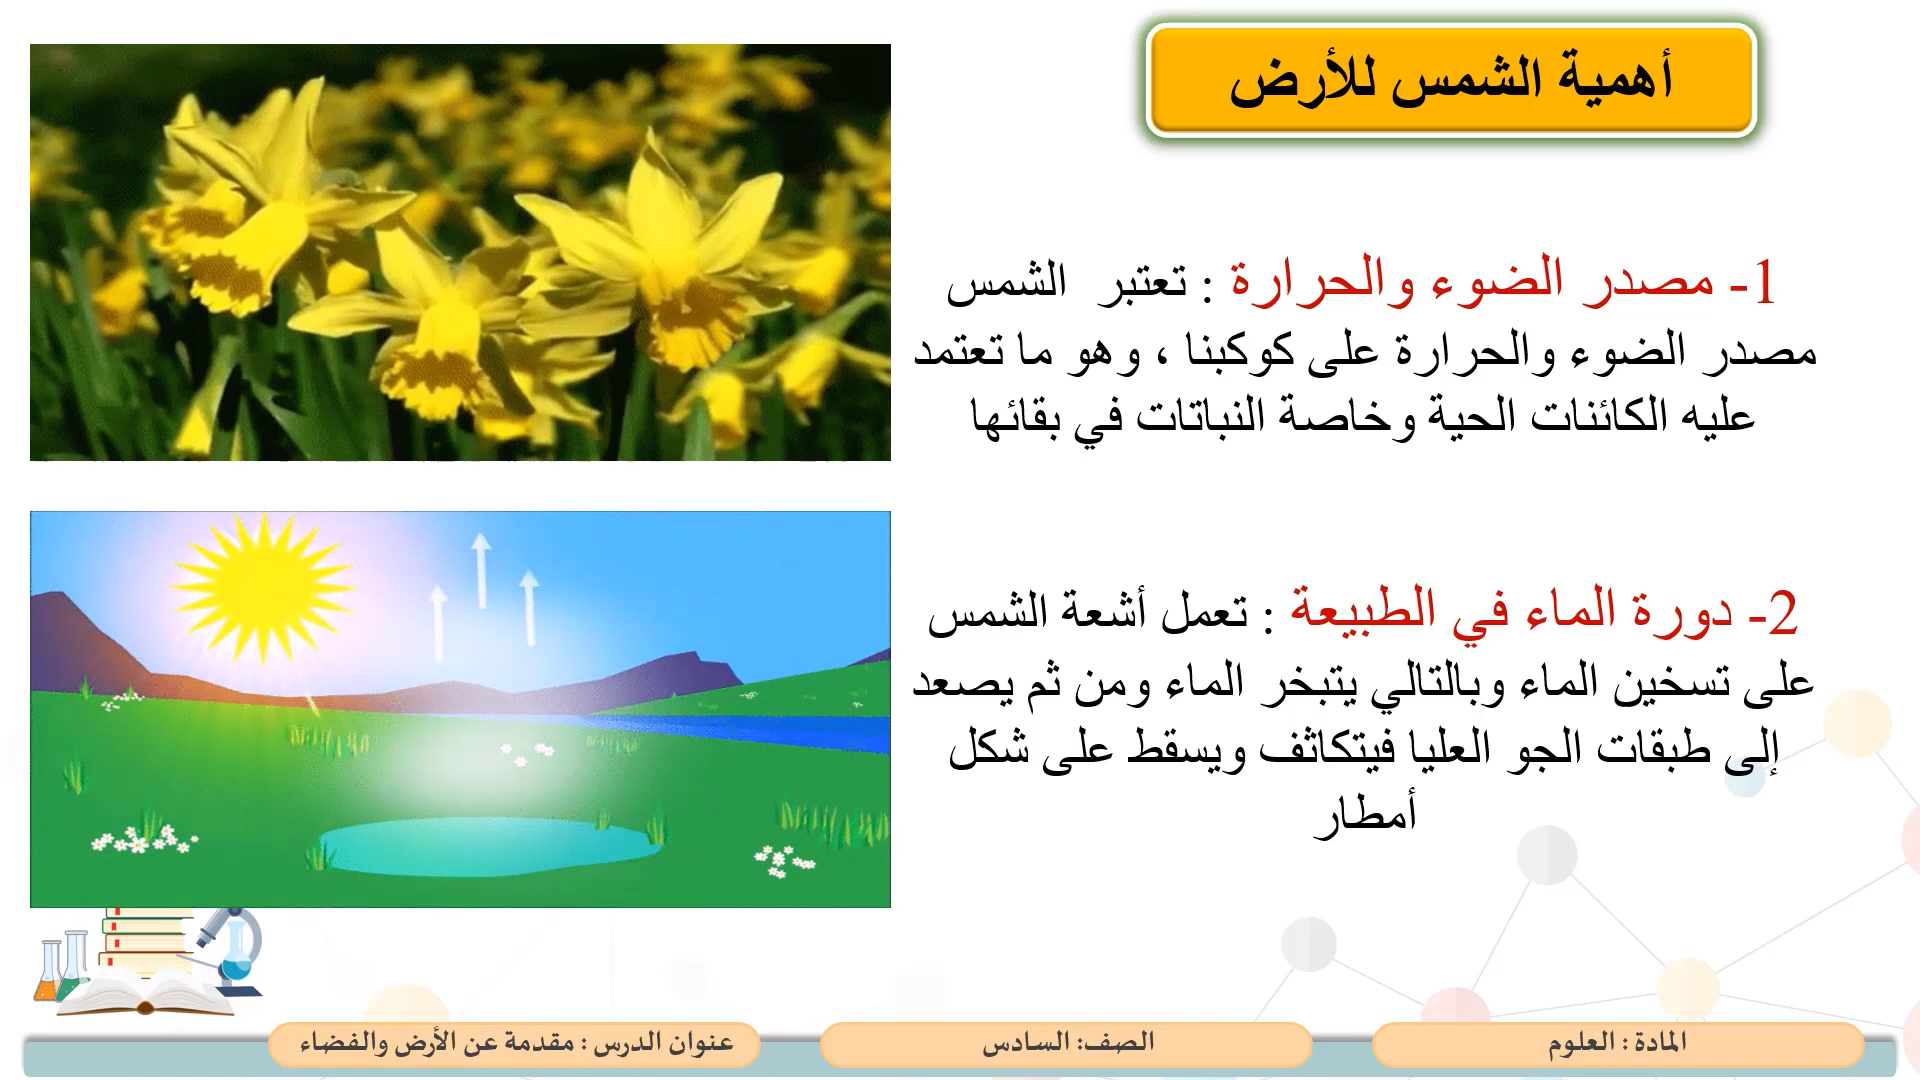 أهمية الشمس للأرض
1- مصدر الضوء والحرارة : تعتبر الشمس
مصدر الضوء والحرارة على كوكبنا ، وهو ما تعتمد
عليه الكائنات الحية وخاصة النباتات في بقائها
2- دورة الماء في الطبيعة : تعمل أشعة الشمس
على تسخين الماء وبالتالي يتبخر الماء ومن ثم يصعد
إلى طبقات الجو العليا فيتكاثف ويسقط على شكل
أمطار
المادة : العلوم
الصف: السادس
عنوان الدرس : مقدمة عن الأرض والفضاء